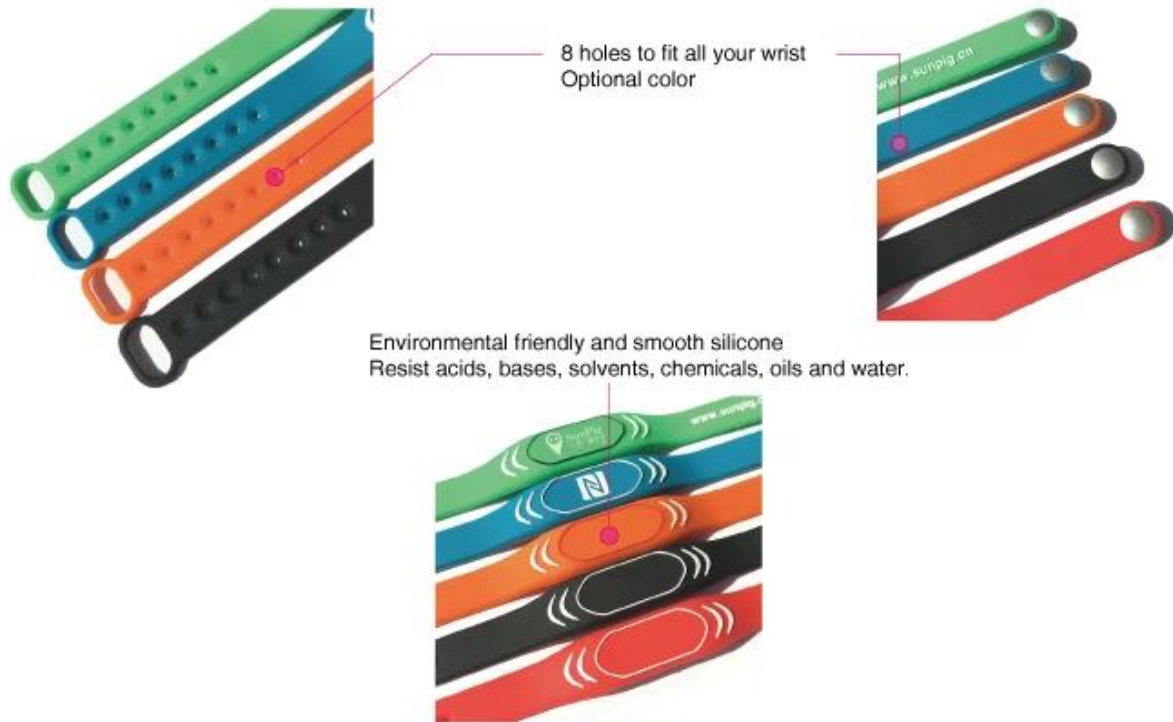 8 holes to fit all your wrist
Optional color
www.sunpig.cn
Environmental friendly and smooth silicone
Resist acids, bases, solvents, chemicals, oils and water.
SunPig
www.sunpig